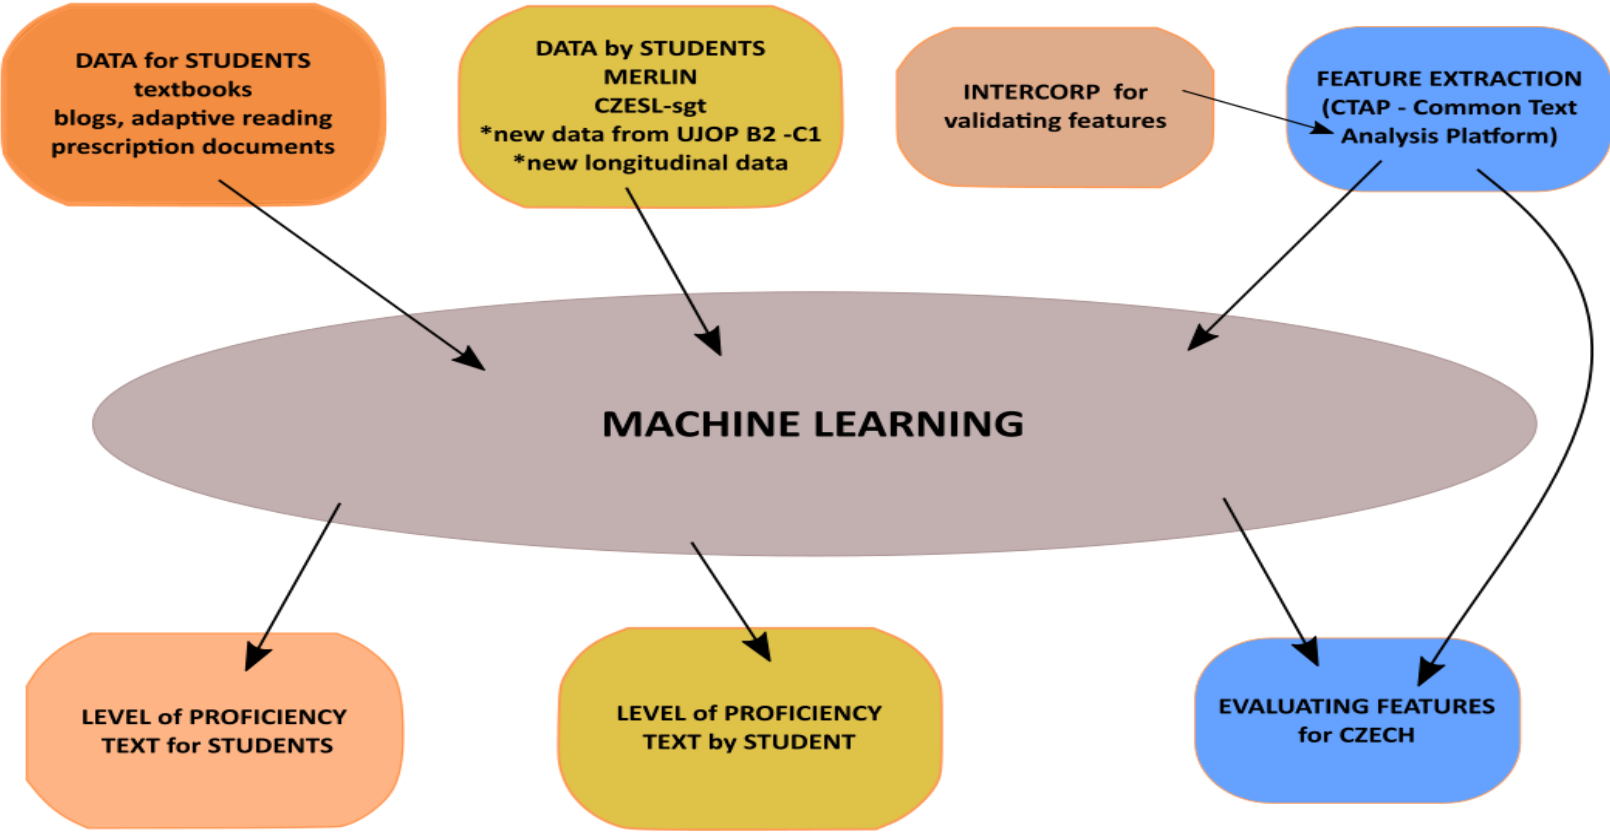 DATA for STUDENTS
textbooks
blogs, adaptive reading
prescription documents
DATA by STUDENTS
MERLIN
CZESL-sgt
*new data from UJOP B2 -C1
*new longitudinal data
INTERCORP for
validating features
FEATURE EXTRACTION
(CTAP - Common Text
Analysis Platform)
MACHINE LEARNING
LEVEL of PROFICIENCY
TEXT for STUDENTS
LEVEL of PROFICIENCY
TEXT by STUDENT
EVALUATING FEATURES
for CZECH